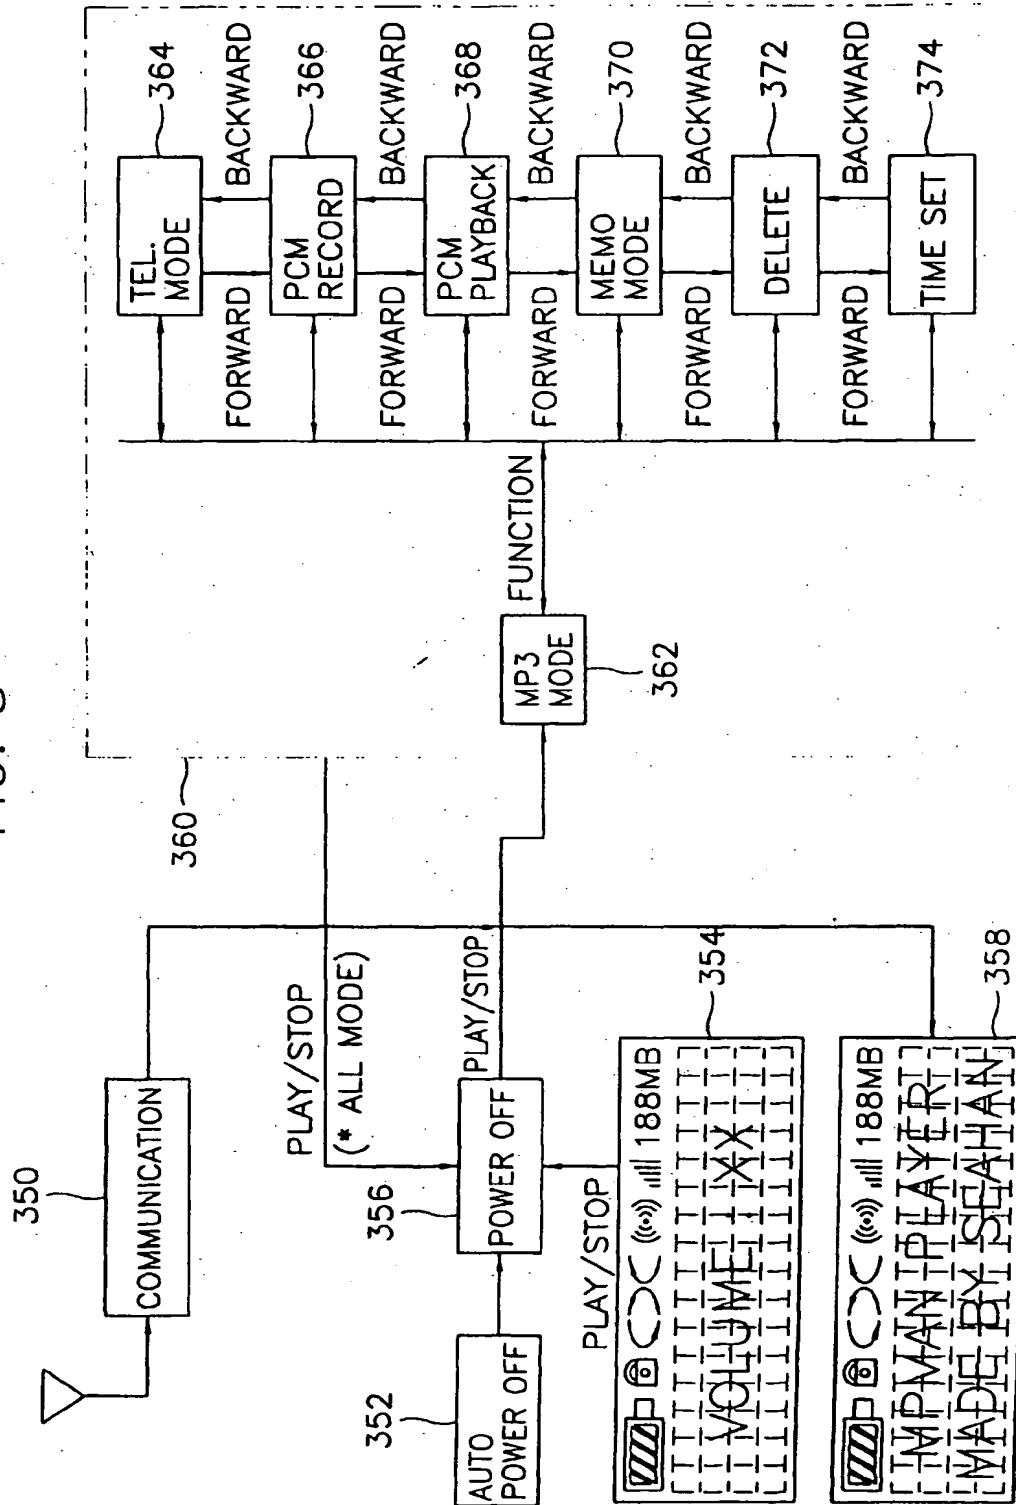 350
COMMUNICATION
352
AUTO
POWER OFF
356
POWER OFF
PLAY/STOP
(* ALL MODE)
PLAY/STOP
PLAY/STOP
188MB
VOLUME : XX
354
188MB
MPMAN PLAYER
MADE BY SEAHAN
358
360
MP3
MODE
362
FUNCTION
TEL.
MODE
364
FORWARD
BACKWARD
PCM
RECORD
366
FORWARD
BACKWARD
PCM
PLAYBACK
368
FORWARD
BACKWARD
MEMO
MODE
370
FORWARD
BACKWARD
DELETE
372
FORWARD
BACKWARD
TIME SET
374